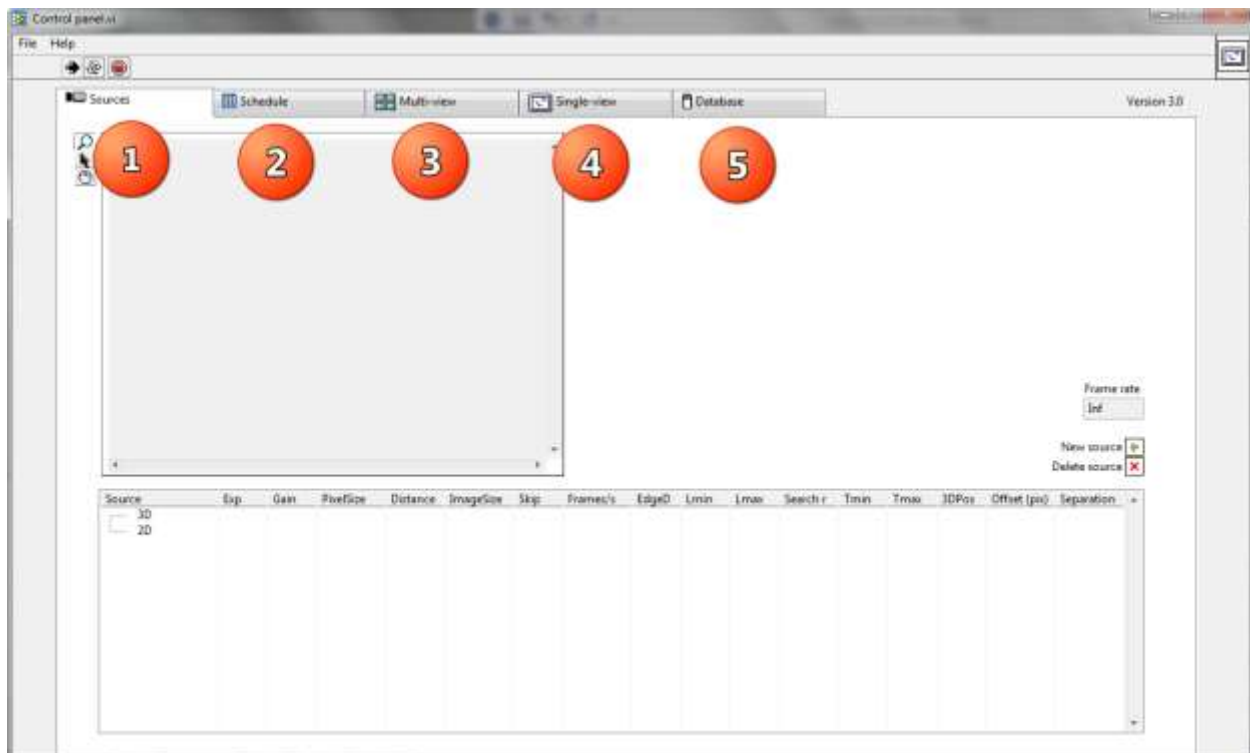 Control panel.vi
File Help
Sources Schedule Multi-view Single-view Database Version 3.0
1 2 3 4 5
Frame rate
Inf
New source
Delete source
Source Exp Gain PixelSize Distance ImageSize Skip Frames/s EdgeD Lmin Lmax Search r Tmin Tmax 3DPos Offset (pix) Separation
3D
2D